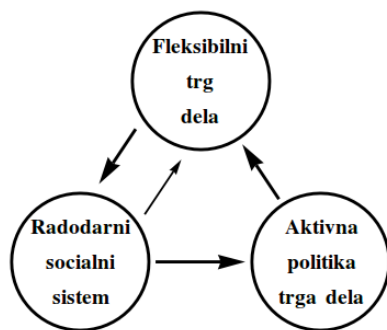 Fleksibilni
trg
dela
Radodarni
socialni
sistem
Aktivna
politika
trga dela